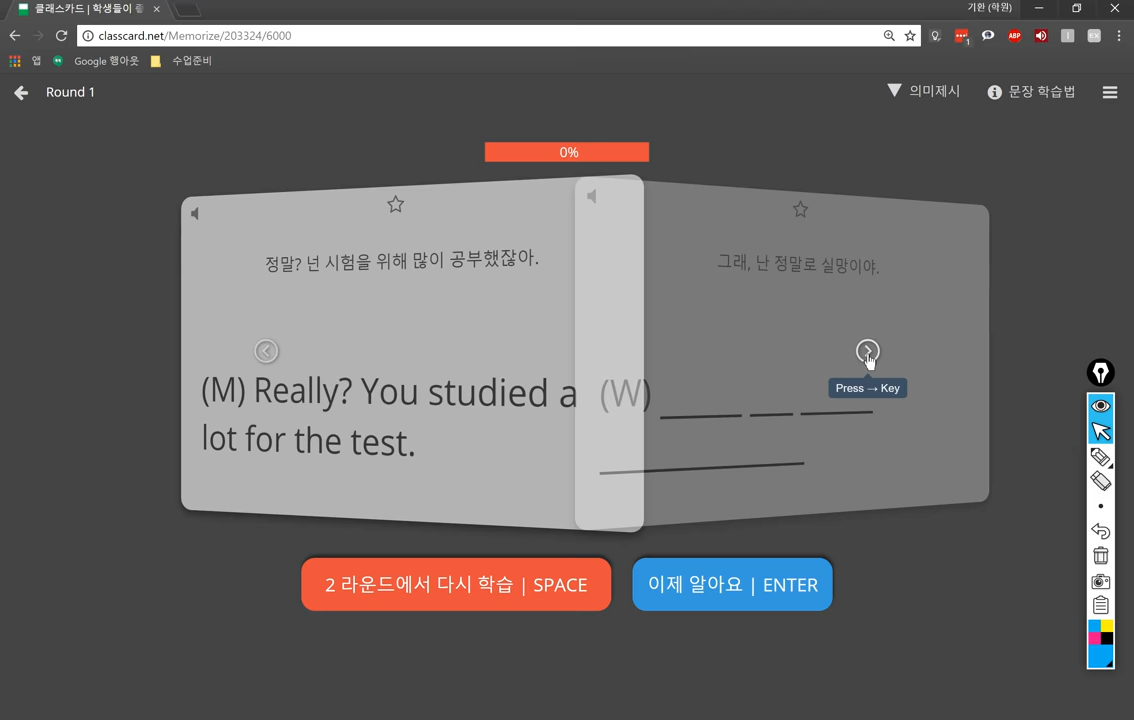 클래스카드 | 학생들이
기환 (학원)
classcard.net/Memorize/203324/6000
1
ABP
앱
Google 행아웃
수업준비
Round 1
의미제시
문장 학습법
0%
정말? 넌 시험을 위해 많이 공부했잖아.
(M) Really? You studied a
lot for the test.
그래, 난 정말로 실망이야.
(W)
Press → Key
2 라운드에서 다시 학습 | SPACE
이제 알아요 | ENTER